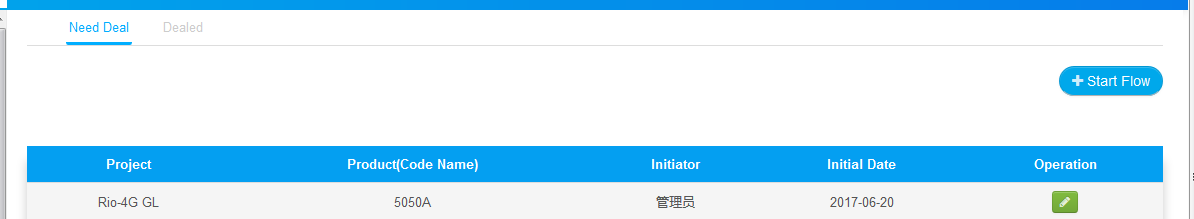 Need Deal Dealed
+ Start Flow
Project Product(Code Name) Initiator Initial Date Operation
Rio-4G GL 5050A 管理员 2017-06-20